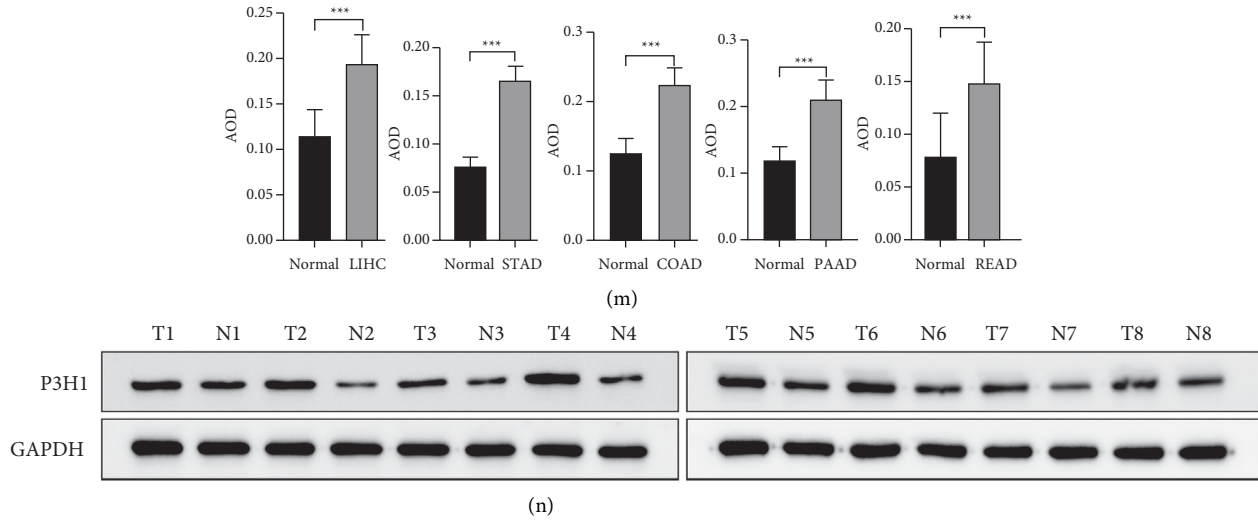 0.25
0.20
0.15
0.10
0.05
0.00
AOD
***
Normal LIHC
0.20
0.15
0.10
0.05
0.00
AOD
***
Normal STAD
0.3
0.2
0.1
0.0
AOD
***
Normal COAD
0.3
0.2
0.1
0.0
AOD
***
Normal PAAD
0.20
0.15
0.10
0.05
0.00
AOD
***
Normal READ
(m)
T1 N1 T2 N2 T3 N3 T4 N4 T5 N5 T6 N6 T7 N7 T8 N8
P3H1
GAPDH
(n)